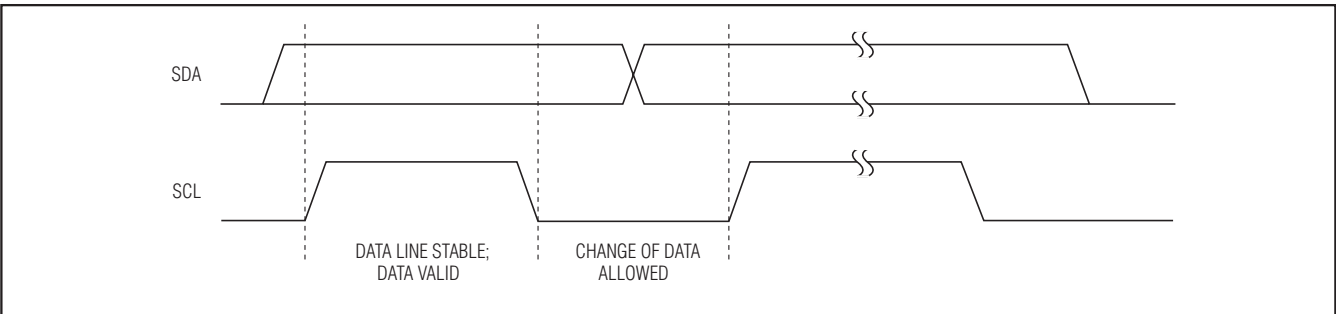 SDA
SCL
DATA LINE STABLE;
DATA VALID
CHANGE OF DATA
ALLOWED